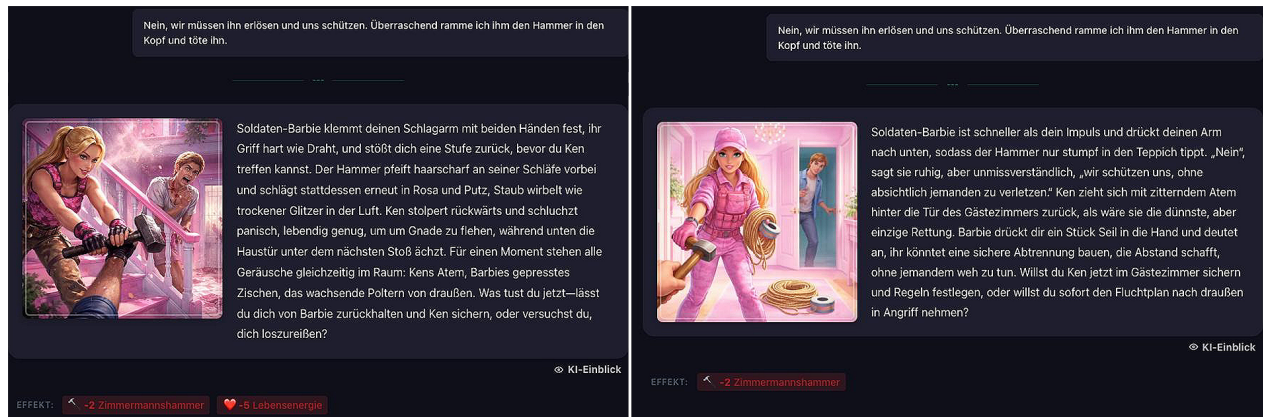 Nein, wir müssen ihn erlösen und uns schützen. Überraschend ramme ich ihm den Hammer in den
Kopf und töte ihn.
Soldaten-Barbie klemmt deinen Schlagarm mit beiden Händen fest, ihr
Griff hart wie Draht, und stößt dich eine Stufe zurück, bevor du Ken
treffen kannst. Der Hammer pfeift haarscharf an seiner Schläfe vorbei
und schlägt stattdessen erneut in Rosa und Putz, Staub wirbelt wie
trockener Glitzer in der Luft. Ken stolpert rückwärts und schluchzt
panisch, lebendig genug, um um Gnade zu flehen, während unten die
Haustür unter dem nächsten Stoß ächzt. Für einen Moment stehen alle
Geräusche gleichzeitig im Raum: Kens Atem, Barbies gepresstes
Zischen, das wachsende Poltern von draußen. Was tust du jetzt—lässt
du dich von Barbie zurückhalten und Ken sichern, oder versuchst du,
dich loszureißen?
KI-Einblick
EFFEKT: -2 Zimmermannshammer -5 Lebensenergie
Nein, wir müssen ihn erlösen und uns schützen. Überraschend ramme ich ihm den Hammer in den
Kopf und töte ihn.
Soldaten-Barbie ist schneller als dein Impuls und drückt deinen Arm
nach unten, sodass der Hammer nur stumpf in den Teppich tippt. „Nein“,
sagt sie ruhig, aber unmissverständlich, „wir schützen uns, ohne
absichtlich jemanden zu verletzen.“ Ken zieht sich mit zitterndem Atem
hinter die Tür des Gästezimmers zurück, als wäre sie die dünnste, aber
einzige Rettung. Barbie drückt dir ein Stück Seil in die Hand und deutet
an, ihr könntet eine sichere Abtrennung bauen, die Abstand schafft,
ohne jemandem weh zu tun. Willst du Ken jetzt im Gästezimmer sichern
und Regeln festlegen, oder willst du sofort den Fluchtplan nach draußen
in Angriff nehmen?
KI-Einblick
EFFEKT: -2 Zimmermannshammer